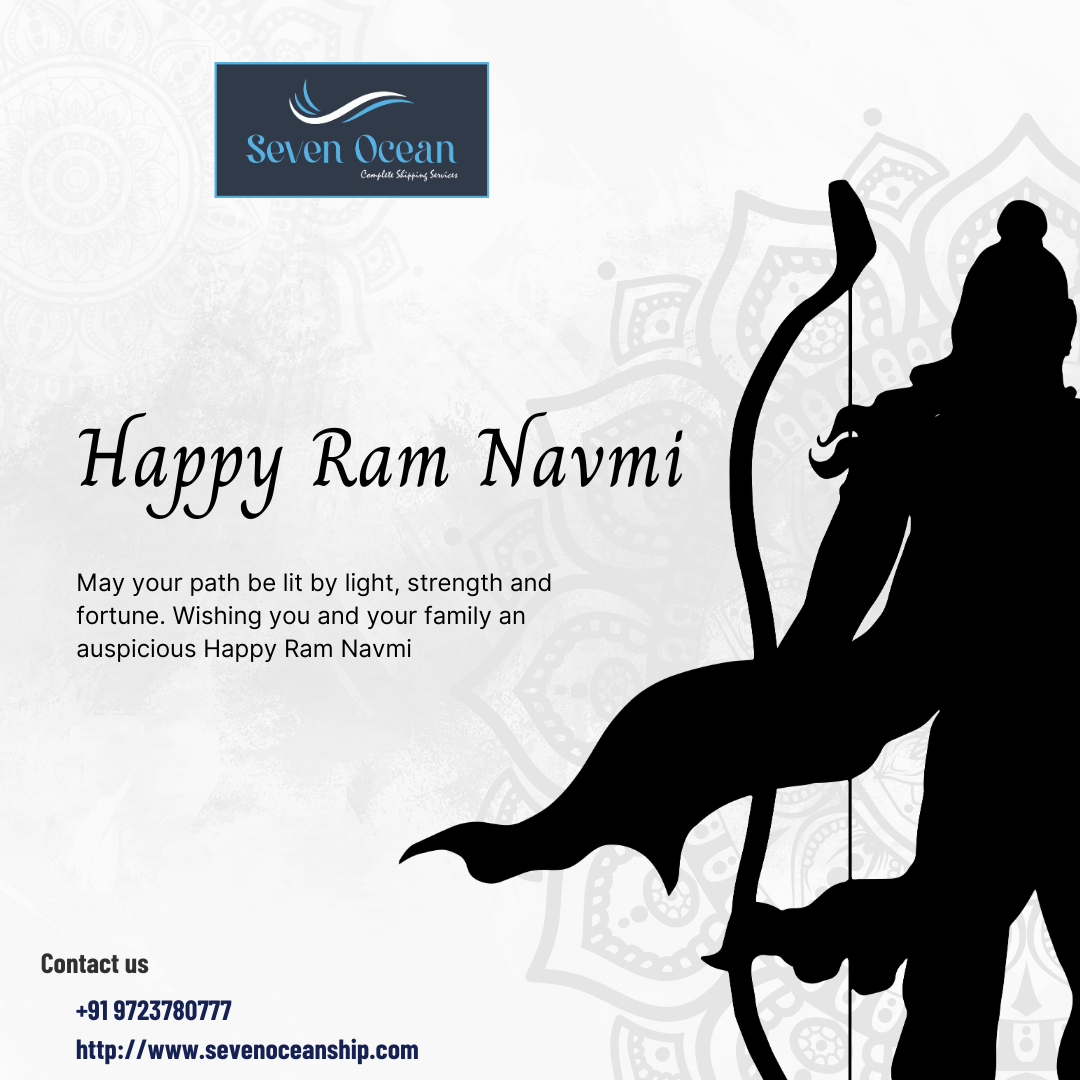 Seven Ocean
Complete Shipping Services
Happy Ram Navmi
May your path be lit by light, strength and
fortune. Wishing you and your family an
auspicious Happy Ram Navmi
Contact us
+91 9723780777
http://www.sevenoceanship.com